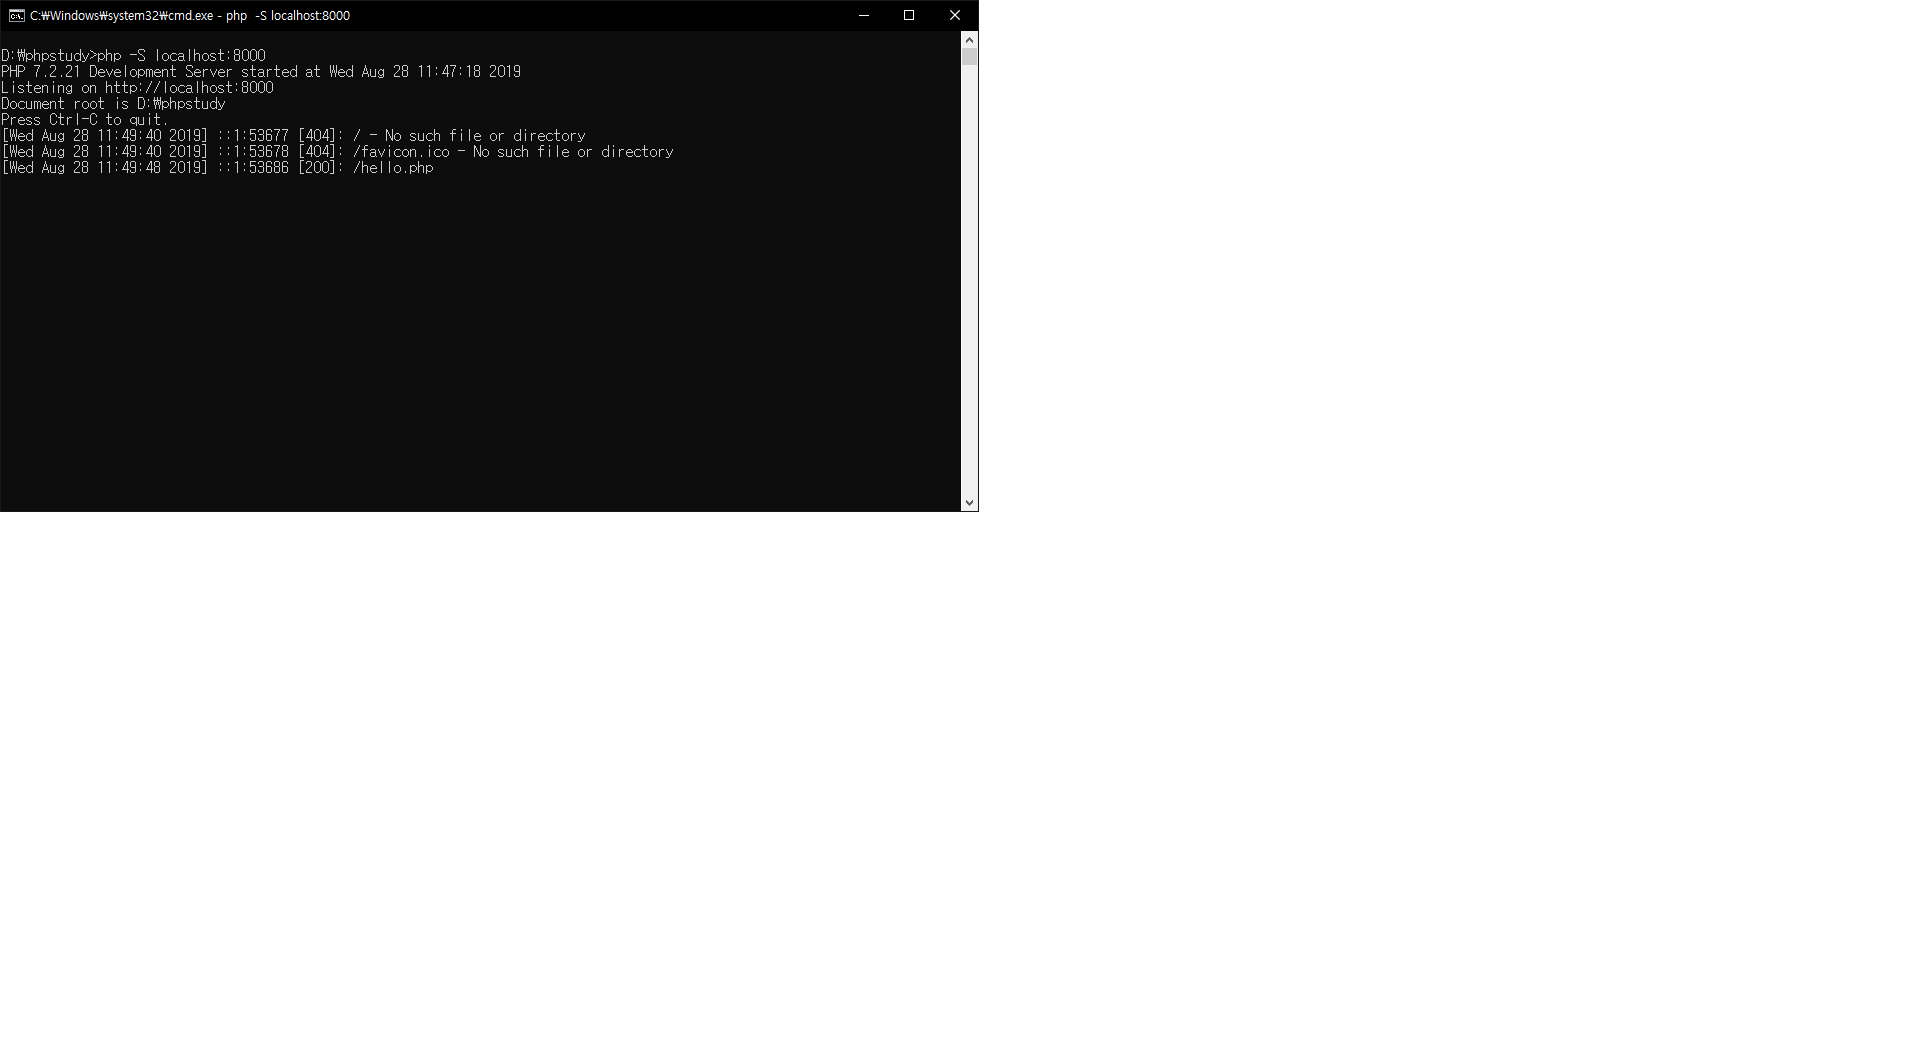 C:₩Windows₩system32₩cmd.exe - php  -S localhost:8000
D:₩phpstudy>php -S localhost:8000
PHP 7.2.21 Development Server started at Wed Aug 28 11:47:18 2019
Listening on http://localhost:8000
Document root is D:₩phpstudy
Press Ctrl-C to quit.
[Wed Aug 28 11:49:40 2019] ::1:53677 [404]: / - No such file or directory
[Wed Aug 28 11:49:40 2019] ::1:53678 [404]: /favicon.ico - No such file or directory
[Wed Aug 28 11:49:48 2019] ::1:53686 [200]: /hello.php